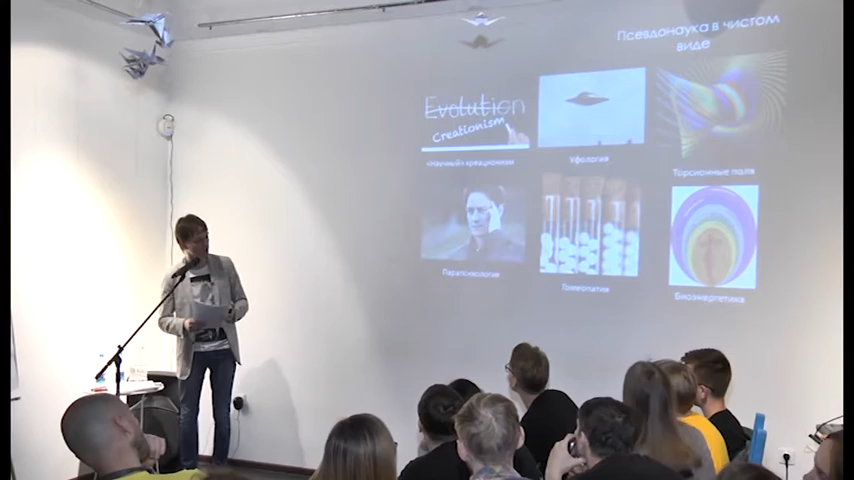 Псевдонаука в чистом
виде
Evolution
Creationism
«Научный» креационизм
Уфология
Торсионные поля
Парапсихология
Гомеопатия
Биоэнергетика